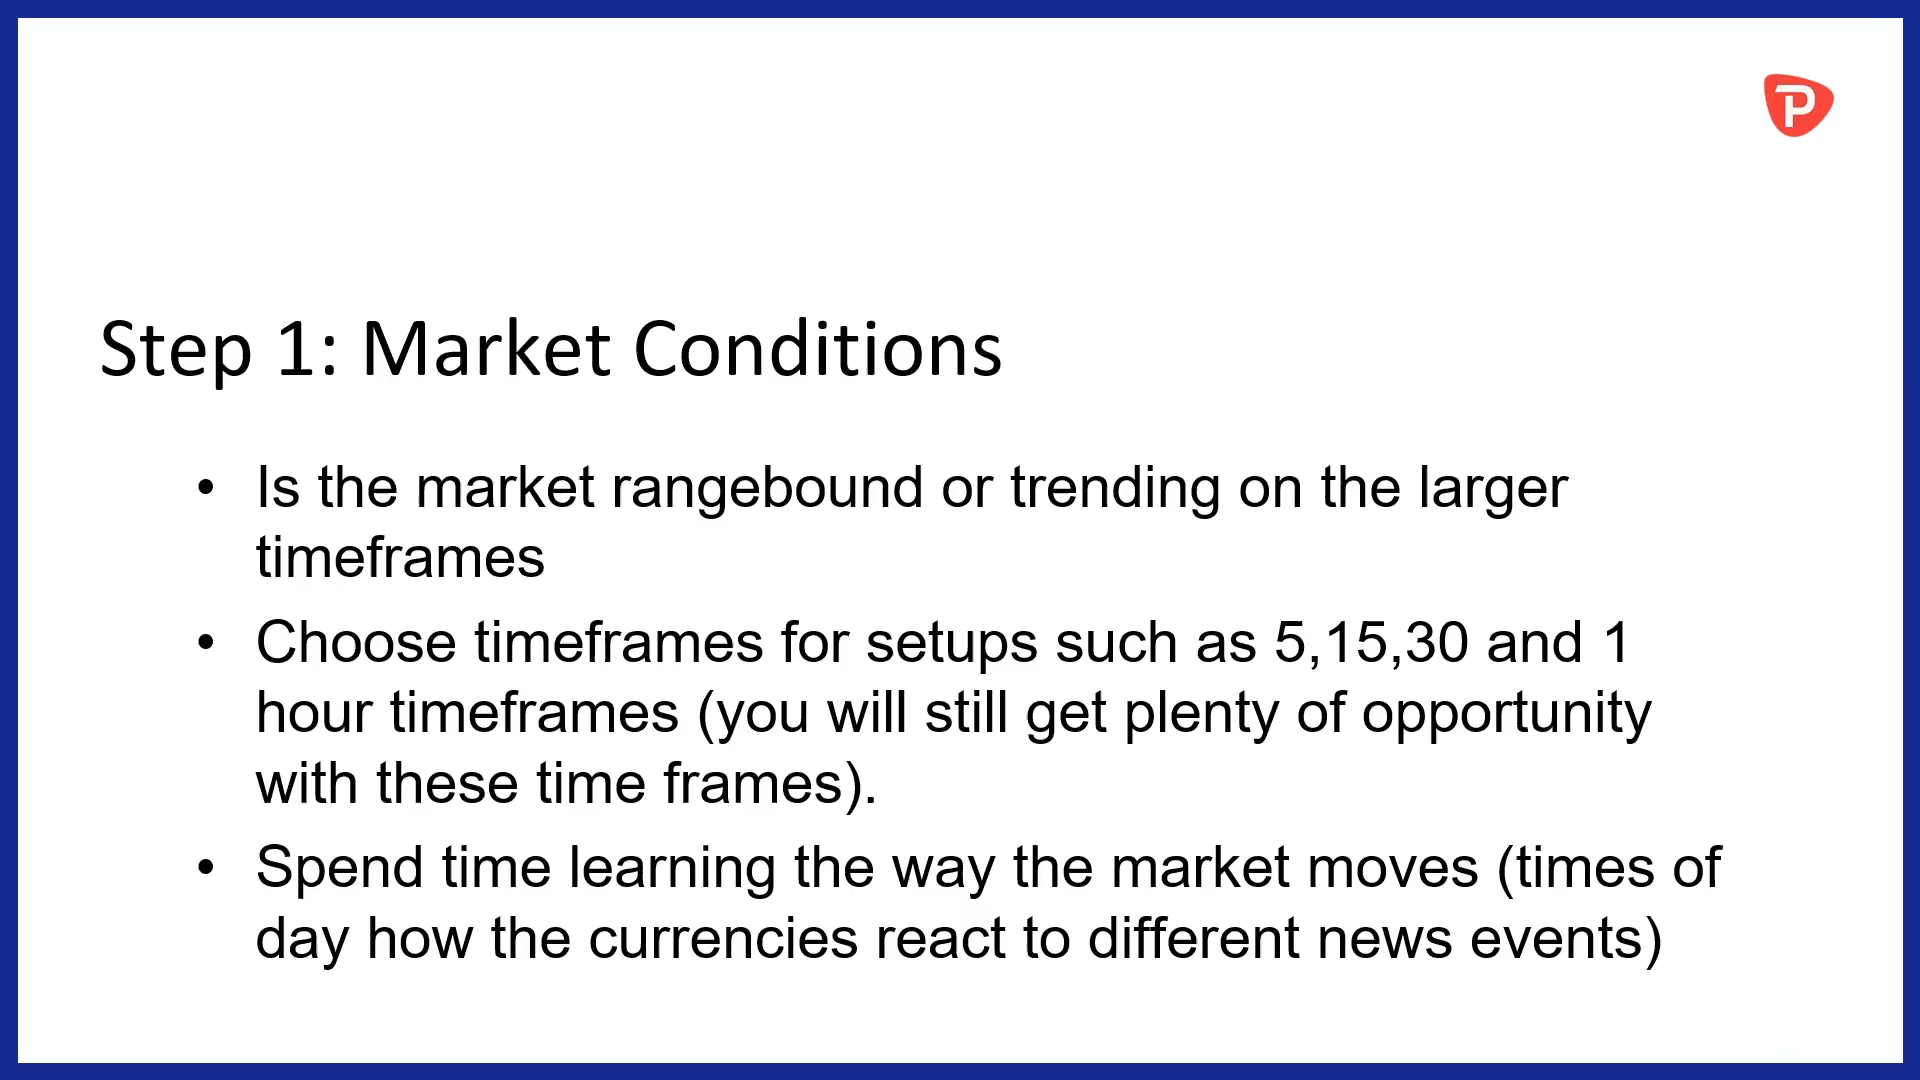 P
Step 1: Market Conditions
• Is the market rangebound or trending on the larger
timeframes
• Choose timeframes for setups such as 5,15,30 and 1
hour timeframes (you will still get plenty of opportunity
with these time frames).
• Spend time learning the way the market moves (times of
day how the currencies react to different news events)